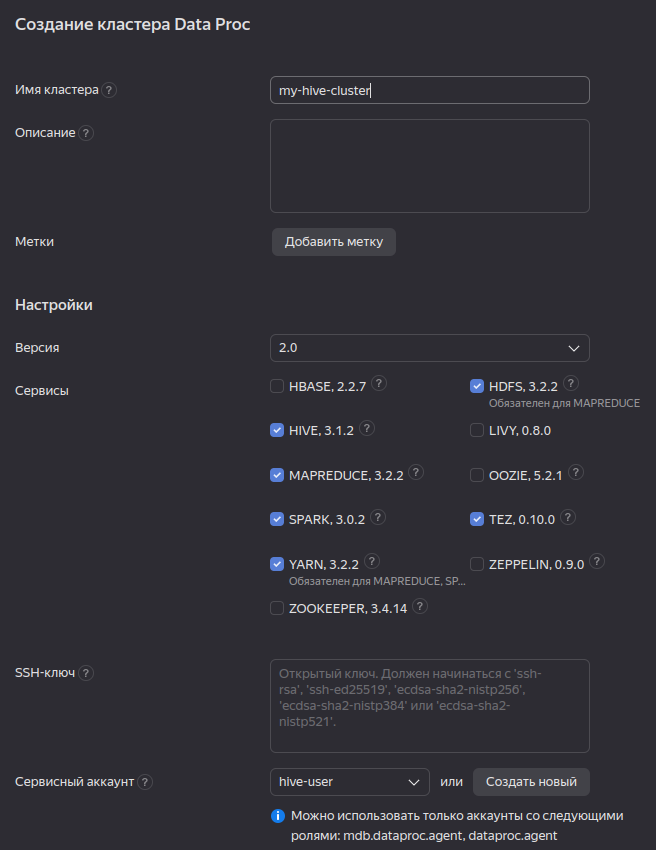 Создание кластера Data Proc
Имя кластера ?
my-hive-cluster
Описание ?
Метки
Добавить метку
Настройки
Версия
2.0
Сервисы
HBASE, 2.2.7 ?
HDFS, 3.2.2 ?
Обязателен для MAPREDUCE
HIVE, 3.1.2 ?
LIVY, 0.8.0
MAPREDUCE, 3.2.2 ?
OOZIE, 5.2.1 ?
SPARK, 3.0.2 ?
TEZ, 0.10.0 ?
YARN, 3.2.2 ?
Обязателен для MAPREDUCE, SP...
ZEPPELIN, 0.9.0 ?
ZOOKEEPER, 3.4.14 ?
SSH-ключ ?
Открытый ключ. Должен начинаться с 'ssh-
rsa', 'ssh-ed25519', 'ecdsa-sha2-nistp256',
'ecdsa-sha2-nistp384' или 'ecdsa-sha2-
nistp521'.
Сервисный аккаунт ?
hive-user
или
Создать новый
i Можно использовать только аккаунты со следующими
ролями: mdb.dataproc.agent, dataproc.agent